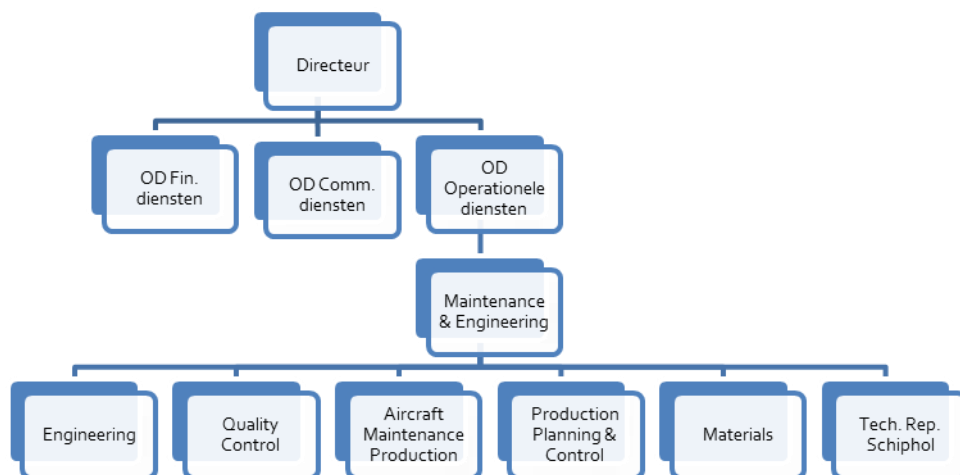 Directeur
OD Fin.
diensten
OD Comm.
diensten
OD
Operationele
diensten
Maintenance
& Engineering
Engineering
Quality
Control
Aircraft
Maintenance
Production
Production
Planning &
Control
Materials
Tech. Rep.
Schiphol